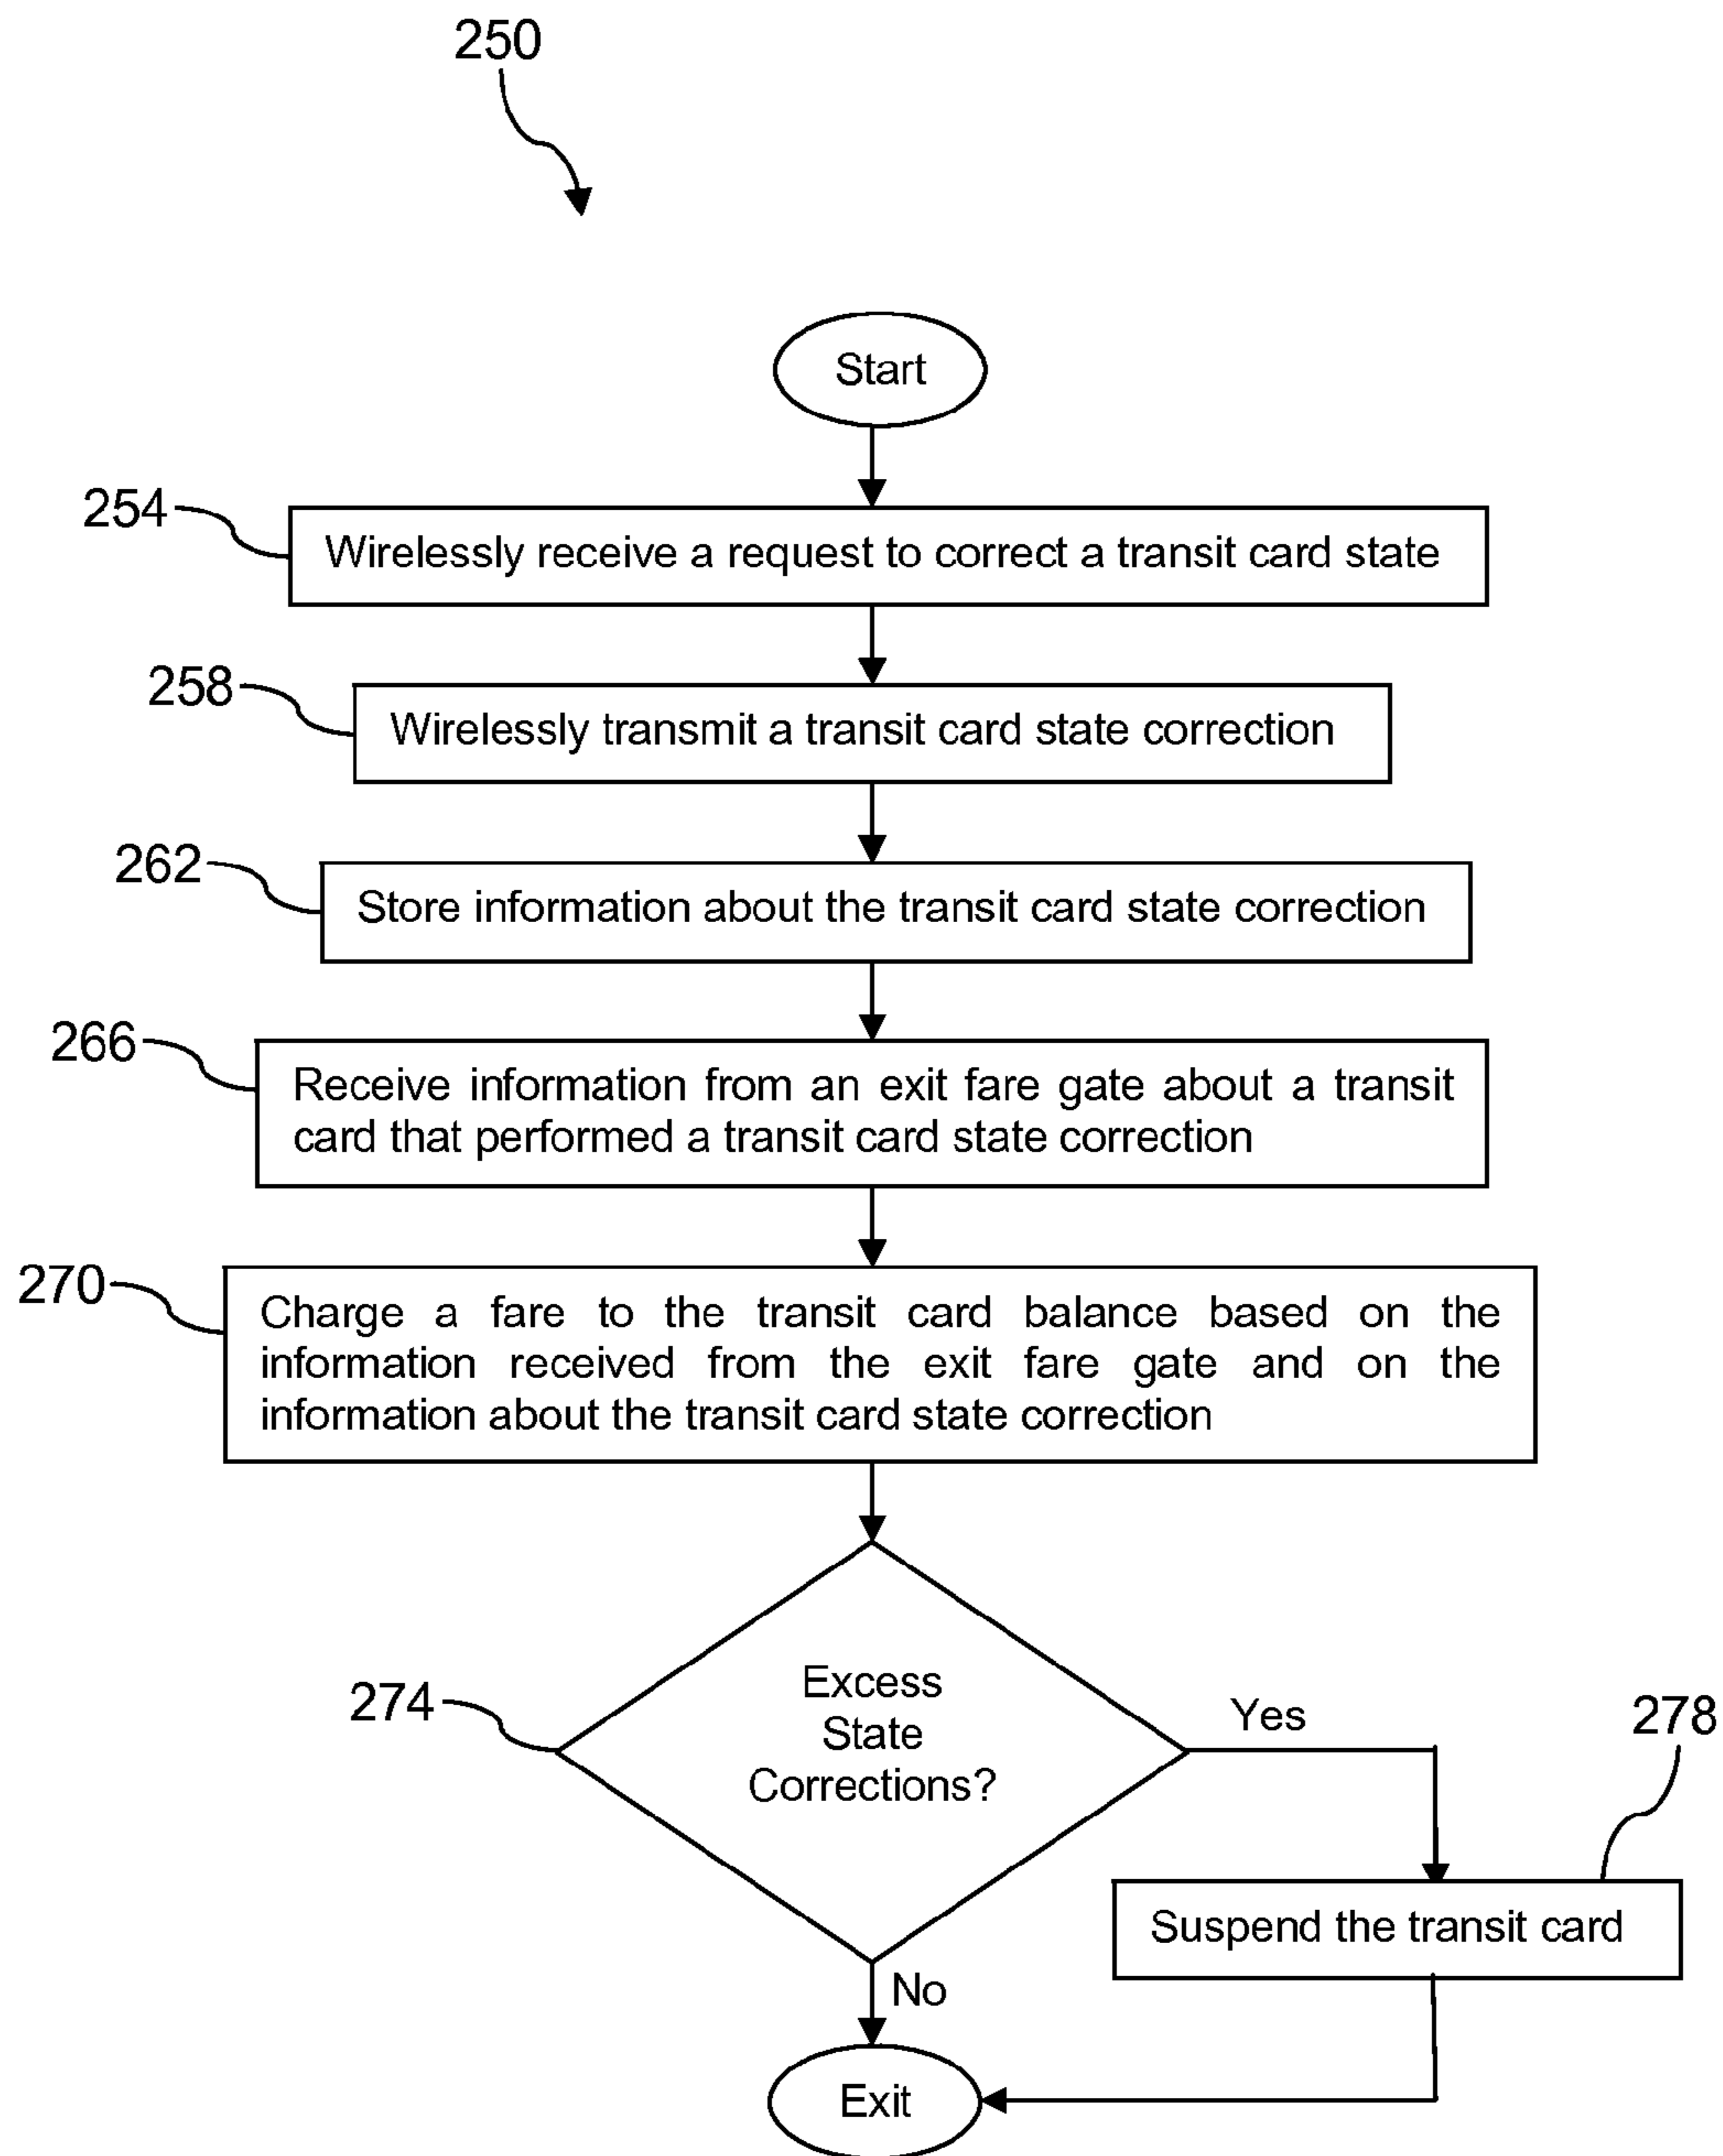 250
Start
254
Wirelessly receive a request to correct a transit card state
258
Wirelessly transmit a transit card state correction
262
Store information about the transit card state correction
266
Receive information from an exit fare gate about a transit
card that performed a transit card state correction
270
Charge a fare to the transit card balance based on the
information received from the exit fare gate and on the
information about the transit card state correction
274
Excess
State
Corrections?
Yes
278
Suspend the transit card
No
Exit